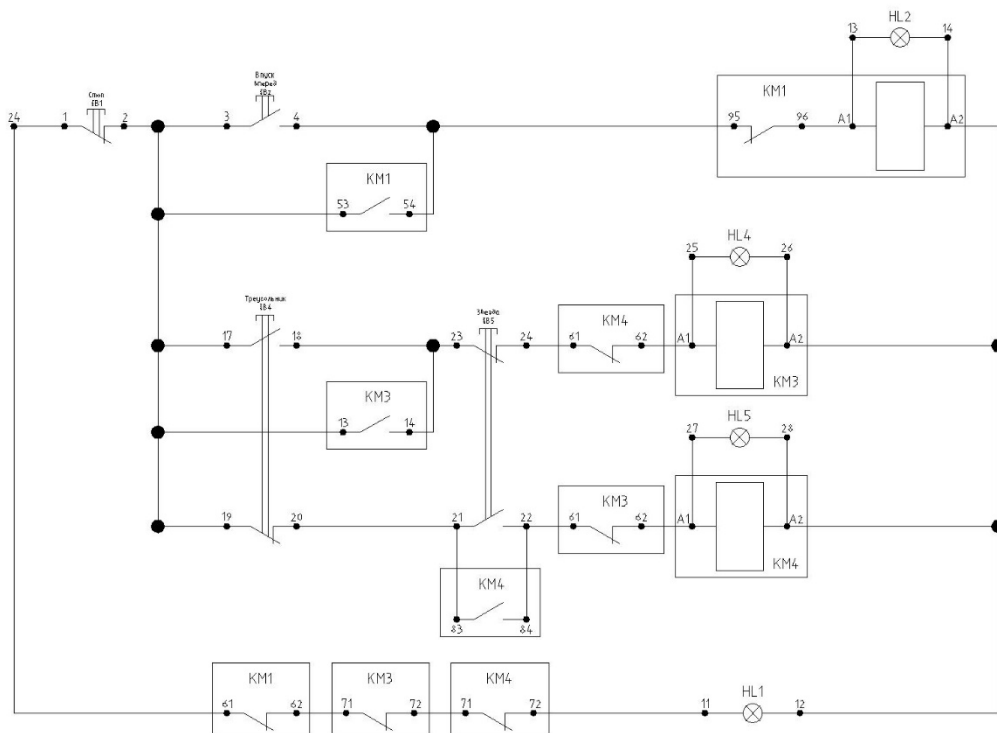 HL2
13 14
Стоп
SB1
Впуск
вперед
SB2
KM1
24 1 2 3 4 95 96 A1 A2
KM1
53 54
HL4
25 26
Треугольник
SB4
Звезда
SB5
KM4
17 18 23 24 61 62 A1 A2
KM3
KM3
13 14
HL5
27 28
KM3
19 20 21 22 61 62 A1 A2
KM4
KM4
83 84
KM1 KM3 KM4 HL1
61 62 71 72 71 72 11 12